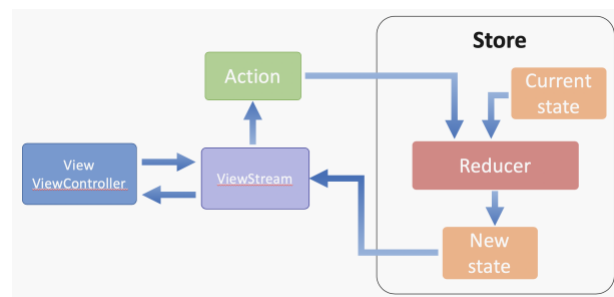 Store
Action
Current
state
View
ViewController
ViewStream
Reducer
New
state